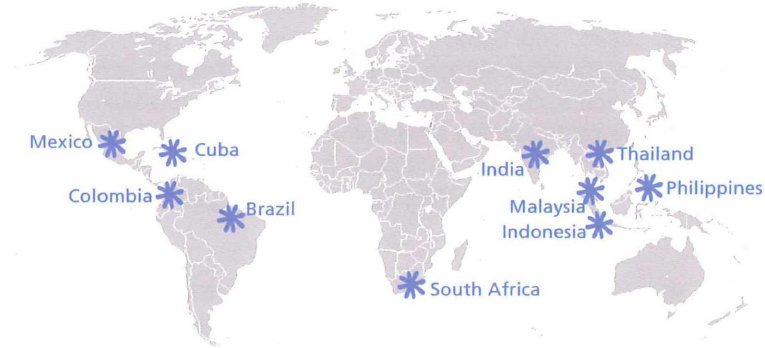 Mexico
Cuba
India
Thailand
Colombia
Philippines
Brazil
Malaysia
Indonesia
South Africa